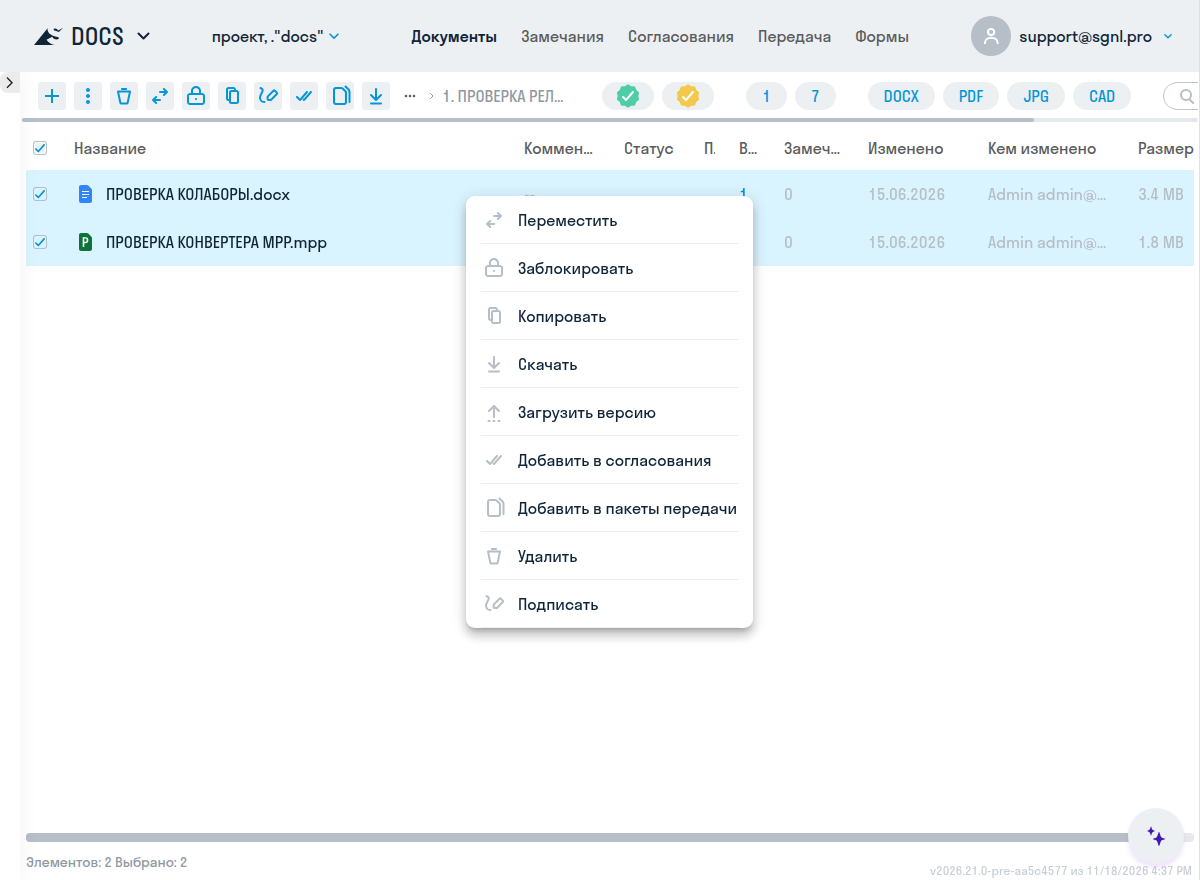 DOCS
проект, ."docs"
Документы Замечания Согласования Передача Формы
support@sgnl.pro
1. ПРОВЕРКА РЕЛ...
1 7 DOCX PDF JPG CAD
Название Коммен... Статус П. В... Замеч... Изменено Кем изменено Размер
ПРОВЕРКА КОЛАБОРЫ.docx -- 1 0 15.06.2026 Admin admin@... 3.4 MB
ПРОВЕРКА КОНВЕРТЕРА MPP.mpp 0 15.06.2026 Admin admin@... 1.8 MB
Переместить
Заблокировать
Копировать
Скачать
Загрузить версию
Добавить в согласования
Добавить в пакеты передачи
Удалить
Подписать
Элементов: 2 Выбрано: 2
v2026.21.0-pre-aa5c4577 из 11/18/2026 4:37 PM